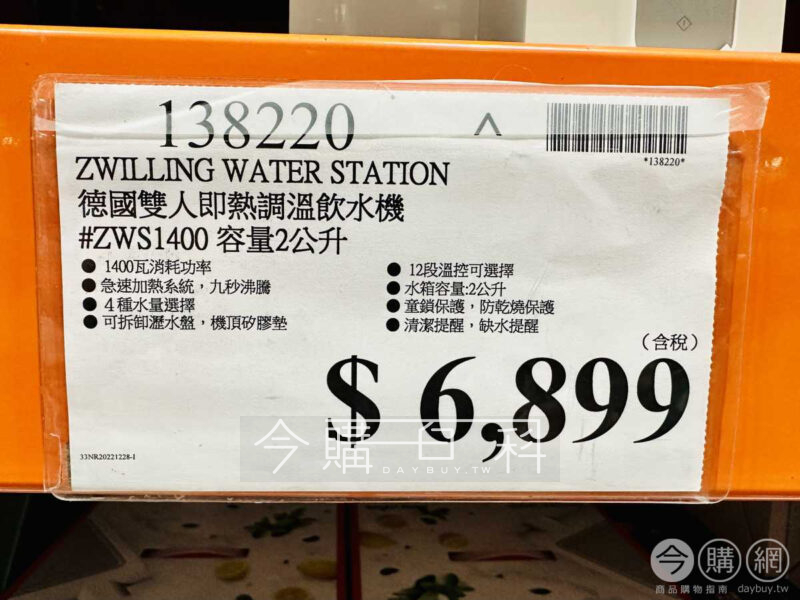 138220
*138220*
ZWILLING WATER STATION
德國雙人即熱調溫飲水機
#ZWS1400 容量2公升
● 1400瓦消耗功率
● 急速加熱系統，九秒沸騰
● 4種水量選擇
● 可拆卸瀝水盤，機頂矽膠墊
● 12段溫控可選擇
● 水箱容量:2公升
● 童鎖保護，防乾燒保護
● 清潔提醒，缺水提醒
（含稅）
$ 6,899
33NR20221228-1
今購百科
DAYBUY.TW
今購網
商品購物指南 daybuy.tw